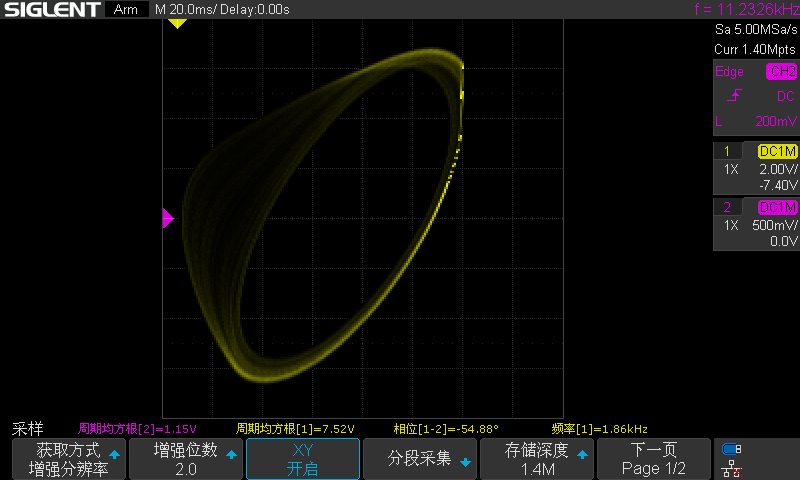 SIGLENT Arm M 20.0ms/ Delay:0.00s f = 11.2326kHz
Sa 5.00MSa/s
Curr 1.40Mpts
Edge CH2
DC
L 200mV
1 DC1M
1X 2.00V/
-7.40V
2 DC1M
1X 500mV/
0.0V
采样 周期均方根[2]=1.15V 周期均方根[1]=7.52V 相位[1-2]=-54.88° 频率[1]=1.86kHz
获取方式
增强分辨率
增强位数
2.0
XY
开启
分段采集
存储深度
1.4M
下一页
Page 1/2